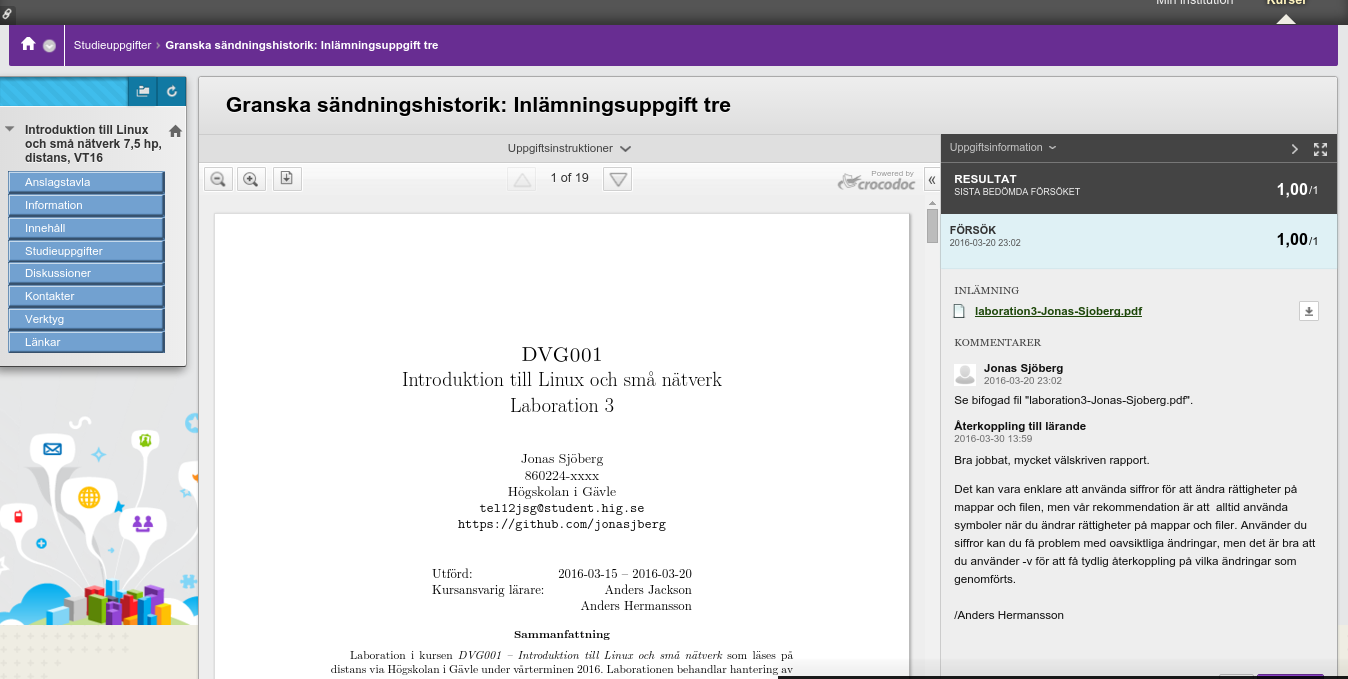 Min institution
Kurser
Studieuppgifter › Granska sändningshistorik: Inlämningsuppgift tre
Introduktion till Linux
och små nätverk 7,5 hp,
distans, VT16
Anslagstavla
Information
Innehåll
Studieuppgifter
Diskussioner
Kontakter
Verktyg
Länkar
Granska sändningshistorik: Inlämningsuppgift tre
Uppgiftsinstruktioner
1 of 19
Powered by
crocodoc
«
DVG001
Introduktion till Linux och små nätverk
Laboration 3
Jonas Sjöberg
860224-xxxx
Högskolan i Gävle
tel12jsg@student.hig.se
https://github.com/jonasjberg
Utförd: 2016-03-15 – 2016-03-20
Kursansvarig lärare: Anders Jackson
Anders Hermansson
Sammanfattning
Laboration i kursen DVG001 – Introduktion till Linux och små nätverk som läses på
distans via Högskolan i Gävle under vårterminen 2016. Laborationen behandlar hantering av
Uppgiftsinformation
RESULTAT
SISTA BEDÖMDA FÖRSÖKET
1,00/1
FÖRSÖK
2016-03-20 23:02
1,00/1
INLÄMNING
laboration3-Jonas-Sjoberg.pdf
KOMMENTARER
Jonas Sjöberg
2016-03-20 23:02
Se bifogad fil "laboration3-Jonas-Sjoberg.pdf".
Återkoppling till lärande
2016-03-30 13:59
Bra jobbat, mycket välskriven rapport.
Det kan vara enklare att använda siffror för att ändra rättigheter på
mappar och filen, men vår rekommendation är att alltid använda
symboler när du ändrar rättigheter på mappar och filer. Använder du
siffror kan du få problem med oavsiktliga ändringar, men det är bra att
du använder -v för att få tydlig återkoppling på vilka ändringar som
genomförts.
/Anders Hermansson